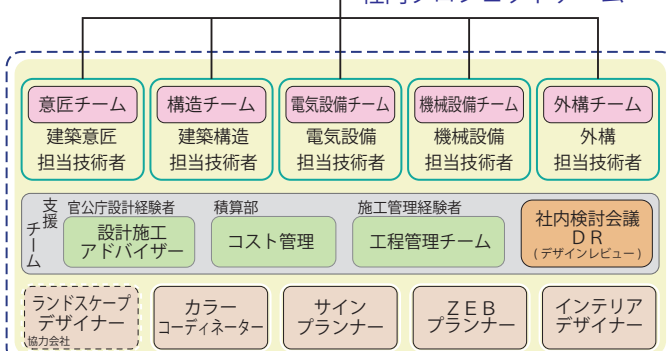 意匠チーム
建築意匠
担当技術者
構造チーム
建築構造
担当技術者
電気設備チーム
電気設備
担当技術者
機械設備チーム
機械設備
担当技術者
外構チーム
外構
担当技術者
支援
チーム
官公庁設計経験者
設計施工
アドバイザー
積算部
コスト管理
施工管理経験者
工程管理チーム
社内検討会議
ＤＲ
(デザインレビュー)
ランドスケープ
デザイナー
協力会社
カラー
コーディネーター
サイン
プランナー
ＺＥＢ
プランナー
インテリア
デザイナー